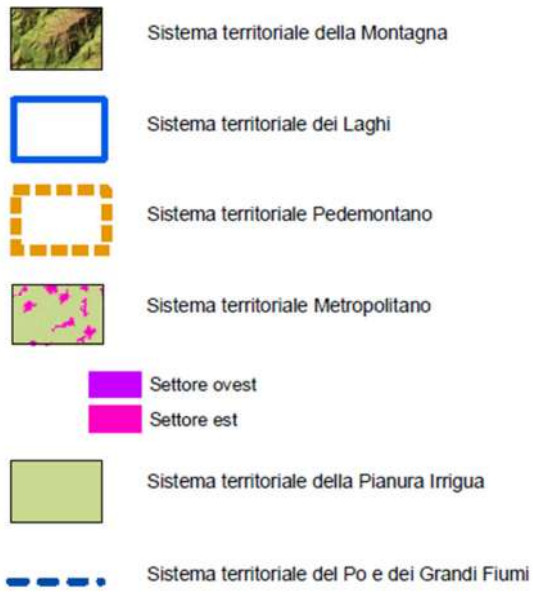 Sistema territoriale della Montagna
Sistema territoriale dei Laghi
Sistema territoriale Pedemontano
Sistema territoriale Metropolitano
Settore ovest
Settore est
Sistema territoriale della Pianura Irrigua
Sistema territoriale del Po e dei Grandi Fiumi